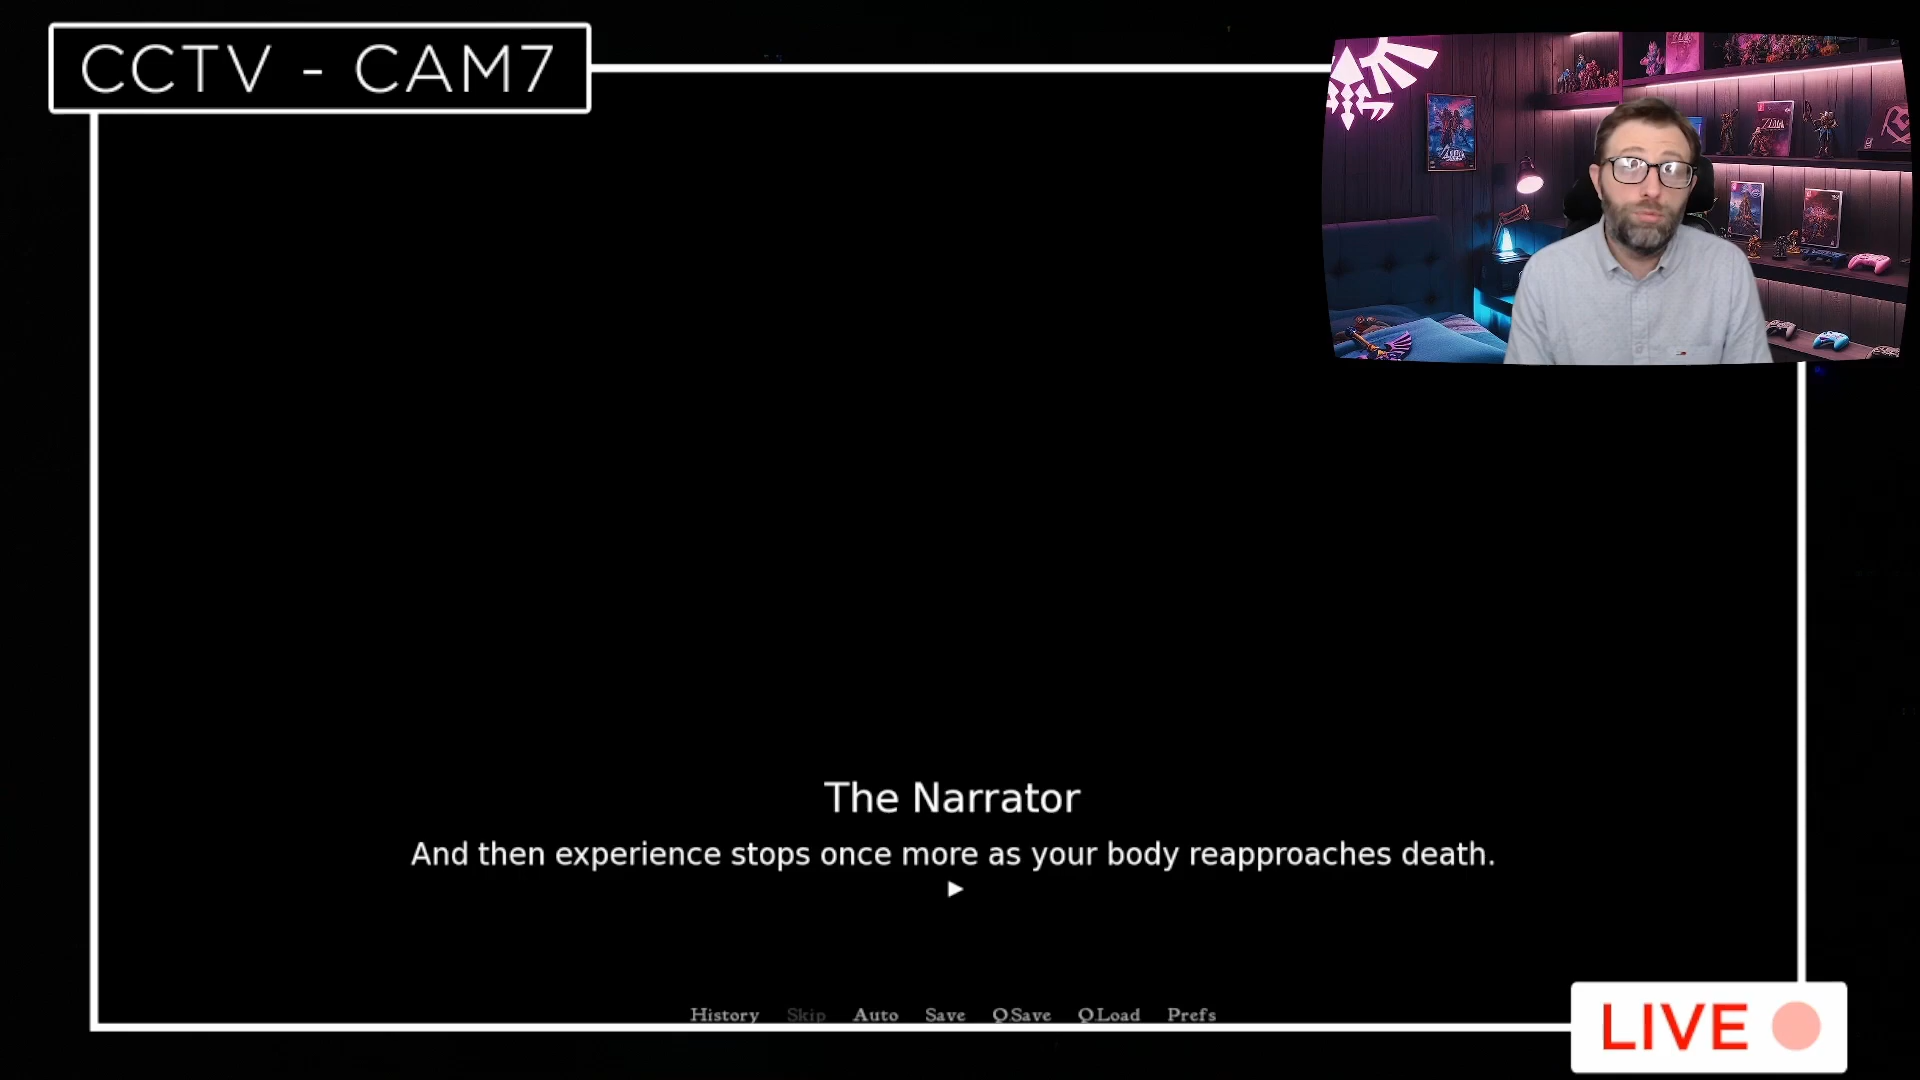 CCTV - CAM7
The Narrator
And then experience stops once more as your body reapproaches death.
History Skip Auto Save Q.Save Q.Load Prefs
LIVE